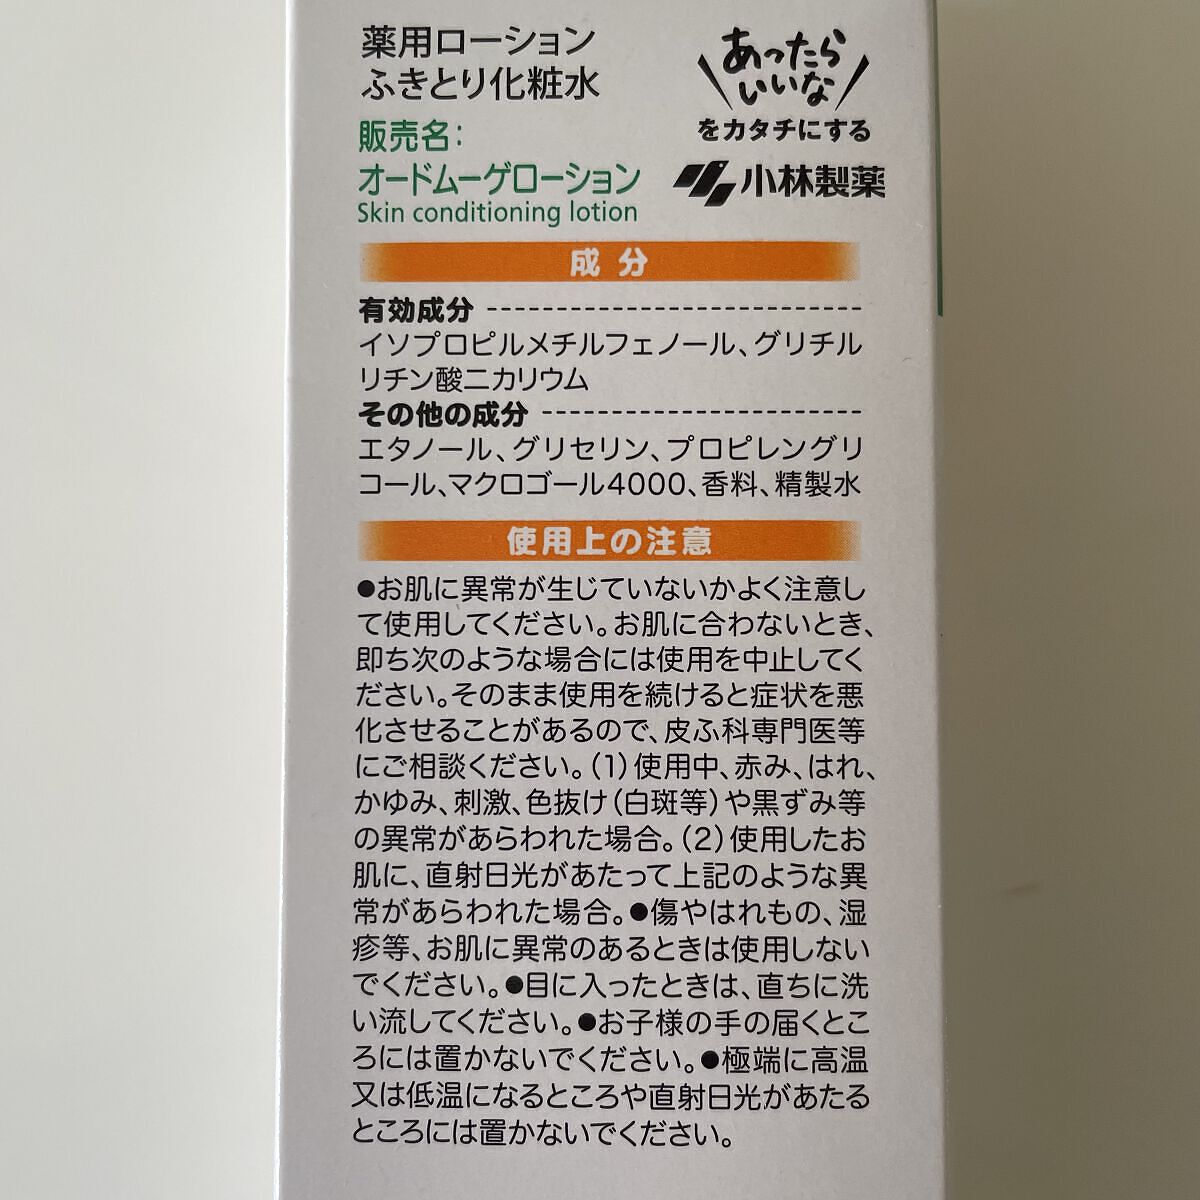 薬用ローション
ふきとり化粧水
販売名:
オードムーゲローション
Skin conditioning lotion
あったら
いいな
をカタチにする
小林製薬
成分
有効成分
イソプロピルメチルフェノール、グリチル
リチン酸二カリウム
その他の成分
エタノール、グリセリン、プロピレングリ
コール、マクロゴール4000、香料、精製水
使用上の注意
●お肌に異常が生じていないかよく注意し
て使用してください。お肌に合わないとき、
即ち次のような場合には使用を中止してく
ださい。そのまま使用を続けると症状を悪
化させることがあるので、皮ふ科専門医等
にご相談ください。(1)使用中、赤み、はれ、
かゆみ、刺激、色抜け(白斑等)や黒ずみ等
の異常があらわれた場合。(2)使用したお
肌に、直射日光があたって上記のような異
常があらわれた場合。●傷やはれもの、湿
疹等、お肌に異常のあるときは使用しない
でください。●目に入ったときは、直ちに洗
い流してください。●お子様の手の届くとこ
ろには置かないでください。●極端に高温
又は低温になるところや直射日光があたる
ところには置かないでください。